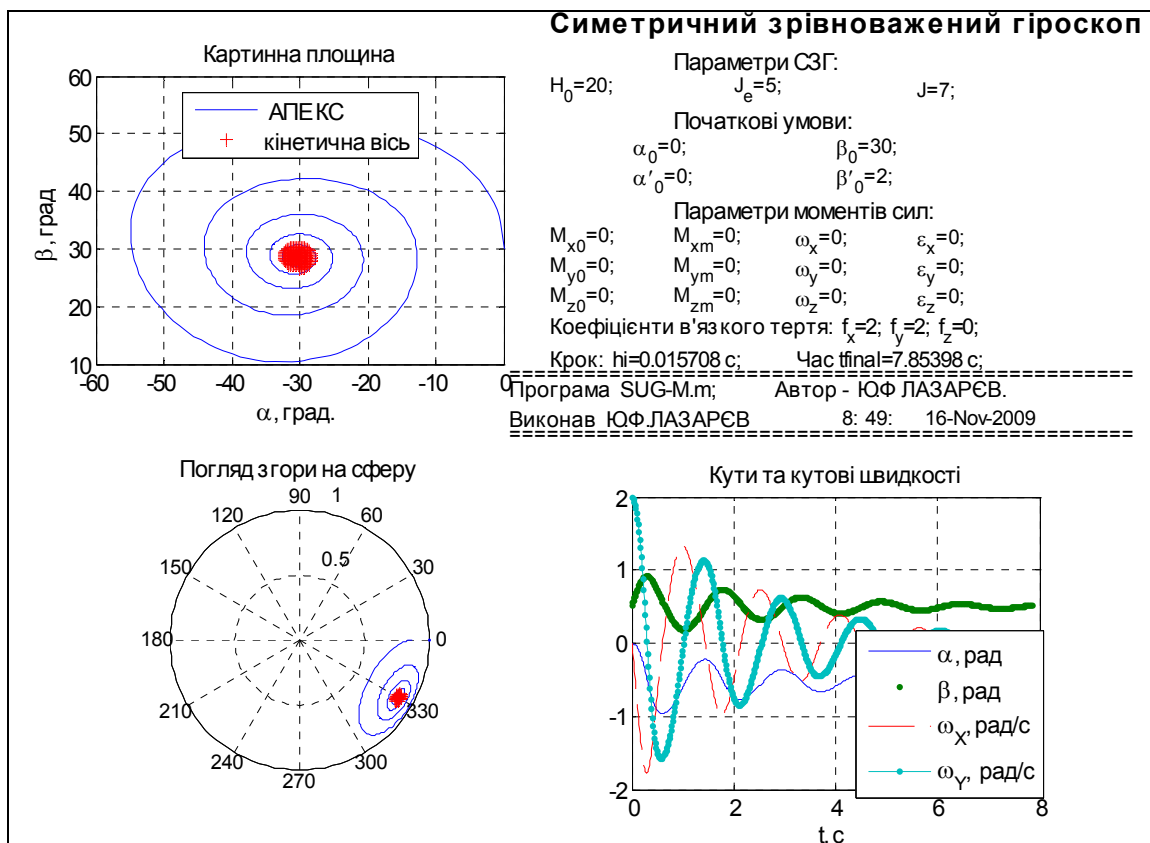 Симетричний зрівноважений гіроскоп
Картинна площина
60
50
40
30
20
10
-60 -50 -40 -30 -20 -10 0
β, град
α, град.
АПЕКС
кінетична вісь
Параметри СЗГ:
H0=20; Je=5; J=7;
Початкові умови:
α0=0; β0=30;
α'0=0; β'0=2;
Параметри моментів сил:
Mx0=0; Mxm=0; ωx=0; εx=0;
My0=0; Mym=0; ωy=0; εy=0;
Mz0=0; Mzm=0; ωz=0; εz=0;
Коефіцієнти в'язкого тертя: fx=2; fy=2; fz=0;
Крок: hi=0.015708 с; Час tfinal=7.85398 с;
Програма SUG-M.m; Автор - Ю.Ф ЛАЗАРЄВ.
Виконав Ю.Ф.ЛАЗАРЄВ 8: 49: 16-Nov-2009
Погляд згори на сферу
90 1
120 60
0.5
150 30
180 0
210 330
240 300
270
Кути та кутові швидкості
2
1
0
-1
-2
0 2 4 6 8
t, c
α, рад
β, рад
ωX, рад/с
ωY, рад/с